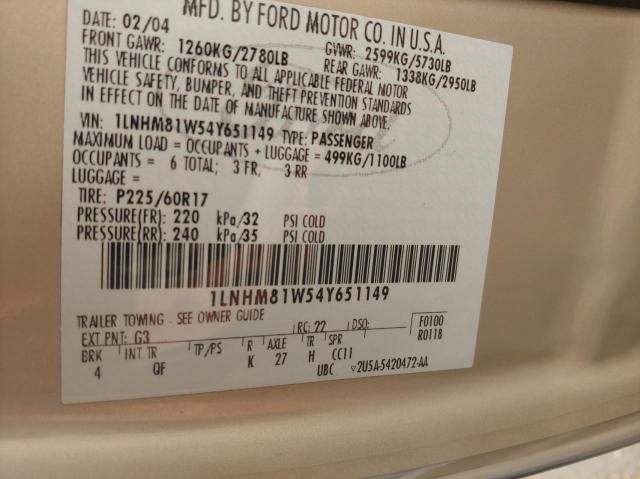 MFD. BY FORD MOTOR CO. IN U.S.A.
DATE: 02/04 GVWR: 2599KG/5730LB
FRONT GAWR: 1260KG/2780LB REAR GAWR: 1338KG/2950LB
THIS VEHICLE CONFORMS TO ALL APPLICABLE FEDERAL MOTOR
VEHICLE SAFETY, BUMPER, AND THEFT PREVENTION STANDARDS
IN EFFECT ON THE DATE OF MANUFACTURE SHOWN ABOVE.
VIN: 1LNHM81W54Y651149 TYPE: PASSENGER
MAXIMUM LOAD = OCCUPANTS + LUGGAGE = 499KG/1100LB
OCCUPANTS = 6 TOTAL; 3 FR, 3 RR
LUGGAGE =
TIRE: P225/60R17
PRESSURE(FR): 220 kPa/32 PSI COLD
PRESSURE(RR): 240 kPa/35 PSI COLD
1LNHM81W54Y651149
TRAILER TOWING - SEE OWNER GUIDE
EXT PNT: G3 RC: 22 DSO: F0100
R0118
BRK INT TR TP/PS R AXLE TR SPR
4 QF K 27 H CC11
UBC 2U5A-5420472-AA